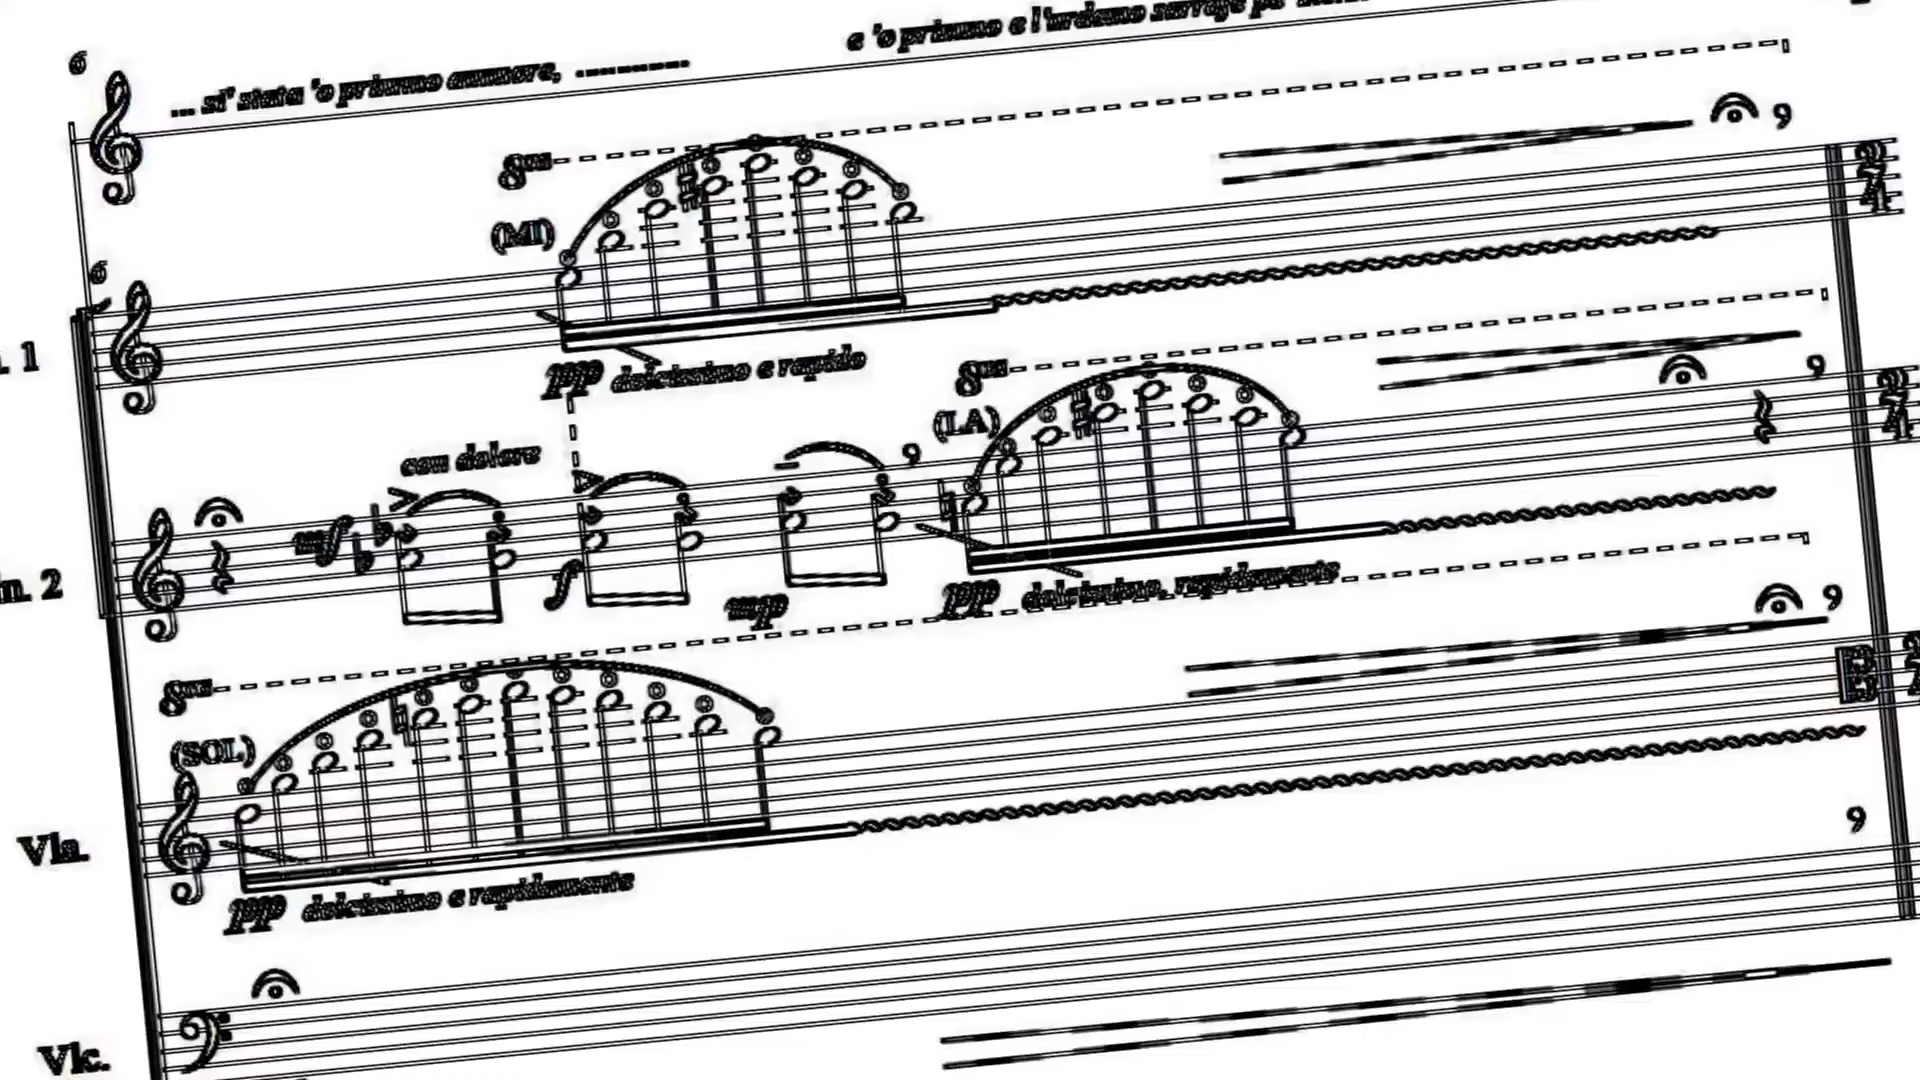 e 'o primmo e l'urdemo sarraje pe'
6
... si' stata 'o primmo ammore, ............
8va
9
(MI)
6
. 1
ppp dolcissimo e rapido
8va
9
(LA)
con dolore
9
mf
n. 2
f
mp
ppp dolcissimo, rapidamente
8va
9
(SOL)
Vla.
9
ppp dolcissimo e rapidamente
Vlc.